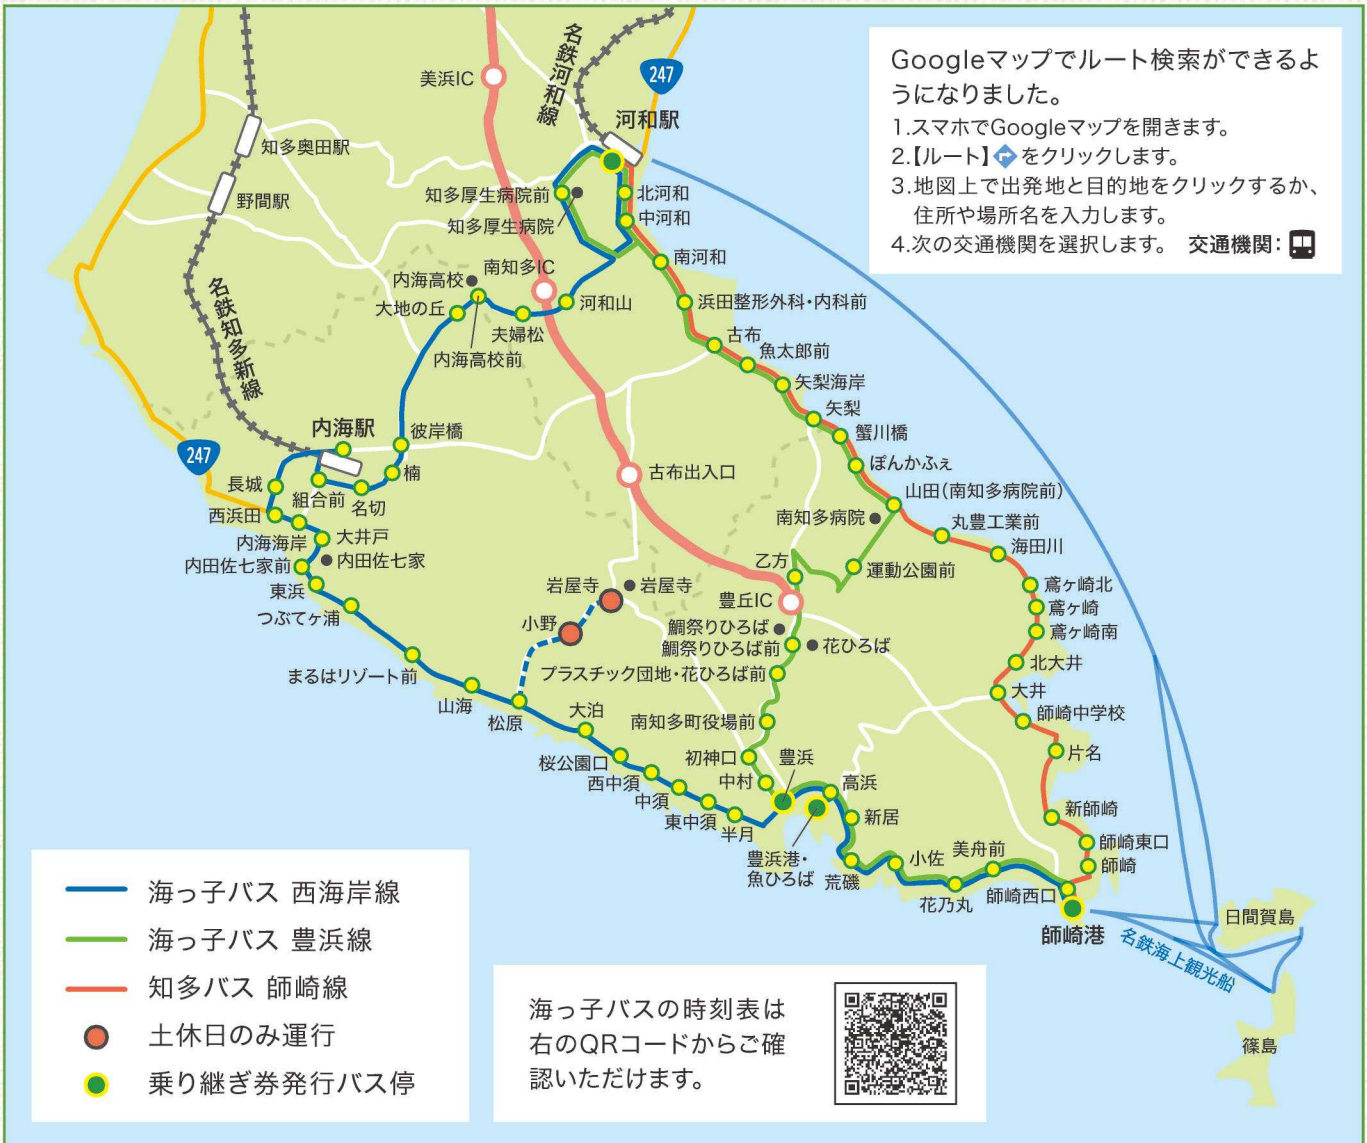 Googleマップでルート検索ができるよ
うになりました。
1.スマホでGoogleマップを開きます。
2.【ルート】をクリックします。
3.地図上で出発地と目的地をクリックするか、
住所や場所名を入力します。
4.次の交通機関を選択します。 交通機関：
名鉄河和線
247
美浜IC
河和駅
知多奥田駅
野間駅
知多厚生病院前
北河和
知多厚生病院
中河和
南河和
内海高校
南知多IC
大地の丘
河和山
浜田整形外科・内科前
夫婦松
内海高校前
古布
魚太郎前
名鉄知多新線
矢梨海岸
矢梨
内海駅
彼岸橋
蟹川橋
247
ぽんかふぇ
楠
古布出入口
長城
組合前
名切
山田(南知多病院前)
西浜田
南知多病院
丸豊工業前
内海海岸
大井戸
海田川
内田佐七家前
内田佐七家
乙方
運動公園前
東浜
岩屋寺
岩屋寺
豊丘IC
鳶ヶ崎北
鳶ヶ崎
つぶてヶ浦
小野
鯛祭りひろば
鳶ヶ崎南
鯛祭りひろば前
花ひろば
まるはリゾート前
プラスチック団地・花ひろば前
北大井
大井
山海
松原
大泊
南知多町役場前
師崎中学校
片名
桜公園口
初神口
豊浜
西中須
中村
高浜
中須
新師崎
東中須
新居
半月
師崎東口
豊浜港・
魚ひろば
荒磯
小佐
美舟前
師崎
花乃丸
師崎西口
師崎港
日間賀島
名鉄海上観光船
篠島
海っ子バス 西海岸線
海っ子バス 豊浜線
知多バス 師崎線
土休日のみ運行
乗り継ぎ券発行バス停
海っ子バスの時刻表は
右のQRコードからご確
認いただけます。